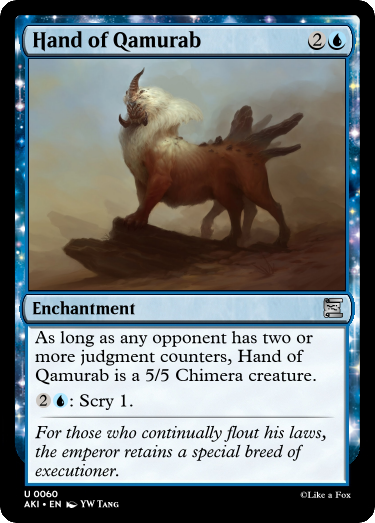 Hand of Qamurab 2
Enchantment
As long as any opponent has two or
more judgment counters, Hand of
Qamurab is a 5/5 Chimera creature.
2 : Scry 1.
For those who continually flout his laws,
the emperor retains a special breed of
executioner.
U 0060
AKI • EN YW Tang
©Like a Fox